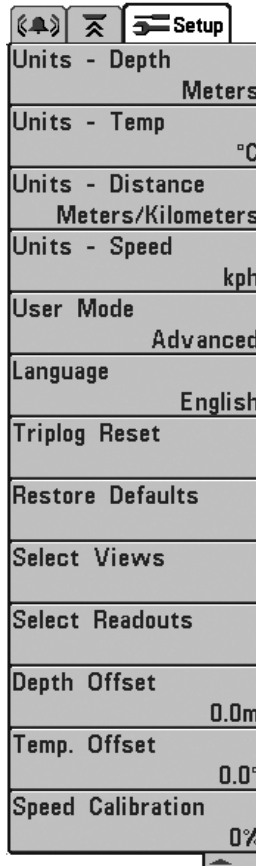 Setup
Units - Depth
Meters
Units - Temp
°C
Units - Distance
Meters/Kilometers
Units - Speed
kph
User Mode
Advanced
Language
English
Triplog Reset
Restore Defaults
Select Views
Select Readouts
Depth Offset
0.0m
Temp. Offset
0.0°
Speed Calibration
0%